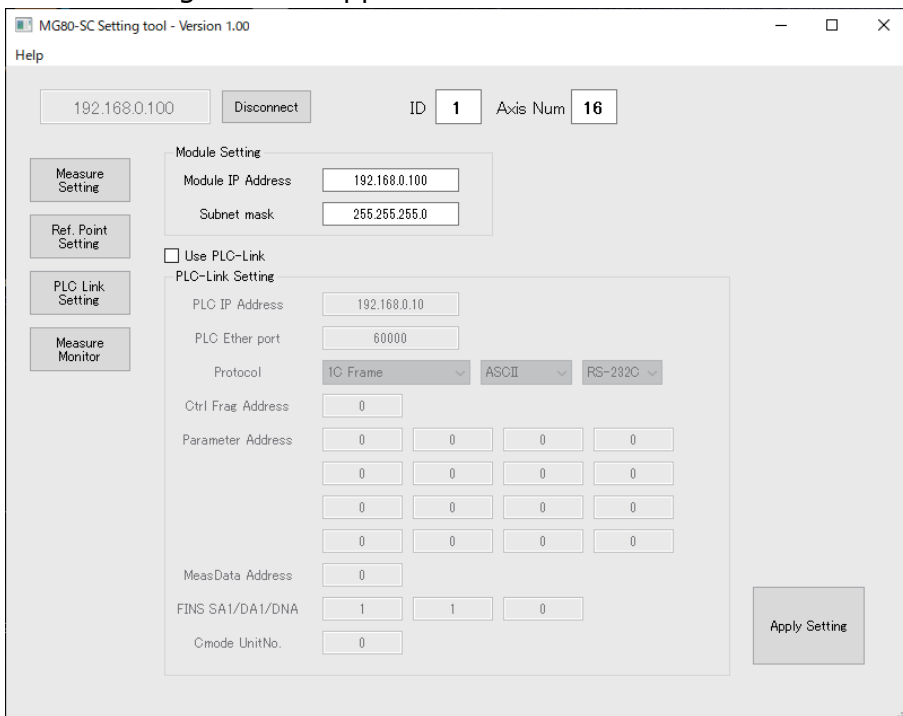 MG80-SC Setting tool - Version 1.00
Help
192.168.0.100 Disconnect ID 1 Axis Num 16
Measure Setting
Ref. Point Setting
PLC Link Setting
Measure Monitor
Module Setting
Module IP Address 192.168.0.100
Subnet mask 255.255.255.0
Use PLC-Link
PLC-Link Setting
PLC IP Address 192.168.0.10
PLC Ether port 60000
Protocol 1C Frame ASCII RS-232C
Ctrl Frag Address 0
Parameter Address 0 0 0 0
0 0 0 0
0 0 0 0
0 0 0 0
MeasData Address 0
FINS SA1/DA1/DNA 1 1 0
Cmode UnitNo. 0
Apply Setting